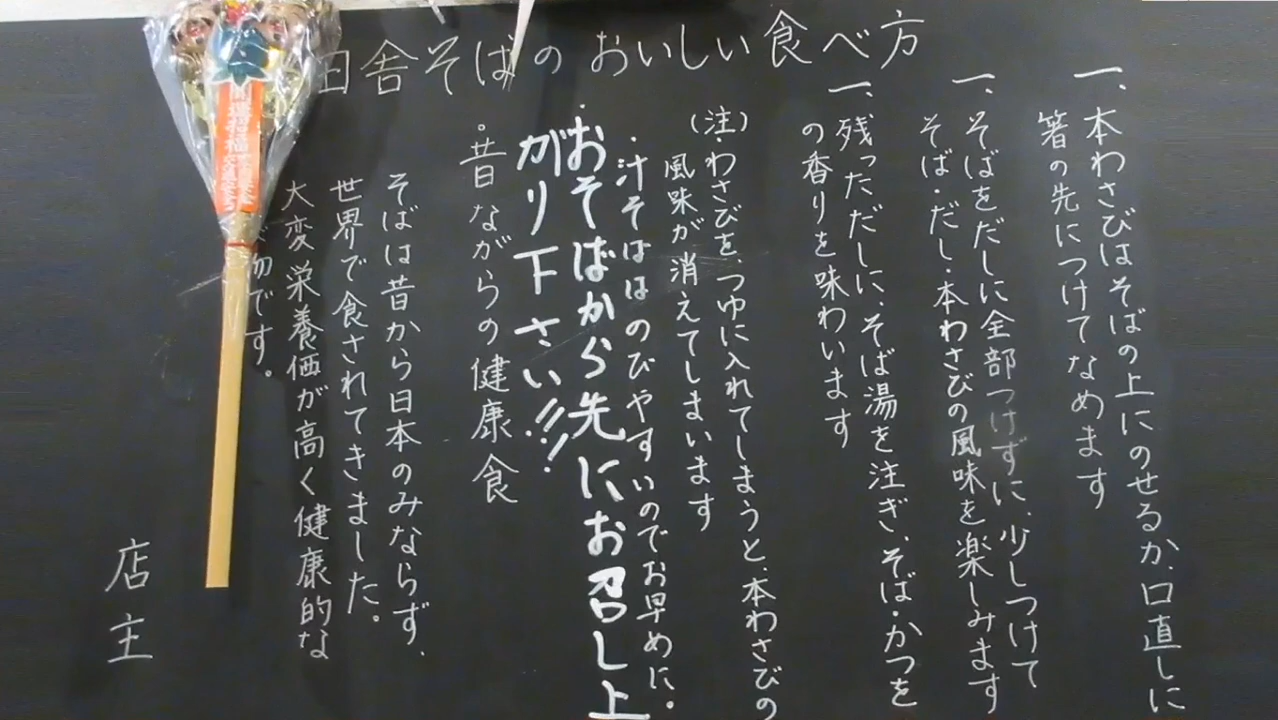 田舎そばのおいしい食べ方
一、本わさびはそばの上にのせるか、口直しに
箸の先につけてなめます
一、そばをだしに全部つけずに、少しつけて
そば・だし・本わさびの風味を楽しみます
一、残っただしに、そば湯を注ぎ、そば・かつを
の香りを味わいます
(注)・わさびを、つゆに入れてしまうと、本わさびの
風味が消えてしまいます
・汁そばはのびやすいのでお早めに・
・おそばから先にお召し上
がり下さい!!!
・昔ながらの健康食
そばは昔から日本のみならず、
世界で食されてきました。
大変栄養価が高く健康的な
物です。
店主